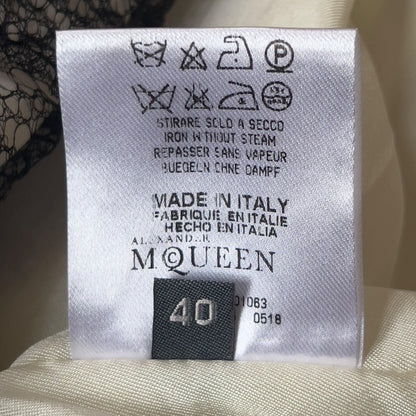 P
STIRARE SOLO A SECCO
IRON WITHOUT STEAM
REPASSER SANS VAPEUR
BUEGELN OHNE DAMPF
MADE IN ITALY
FABRIQUE EN ITALIE
HECHO EN ITALIA
ALEXANDER
MCQUEEN
40
01063
0518